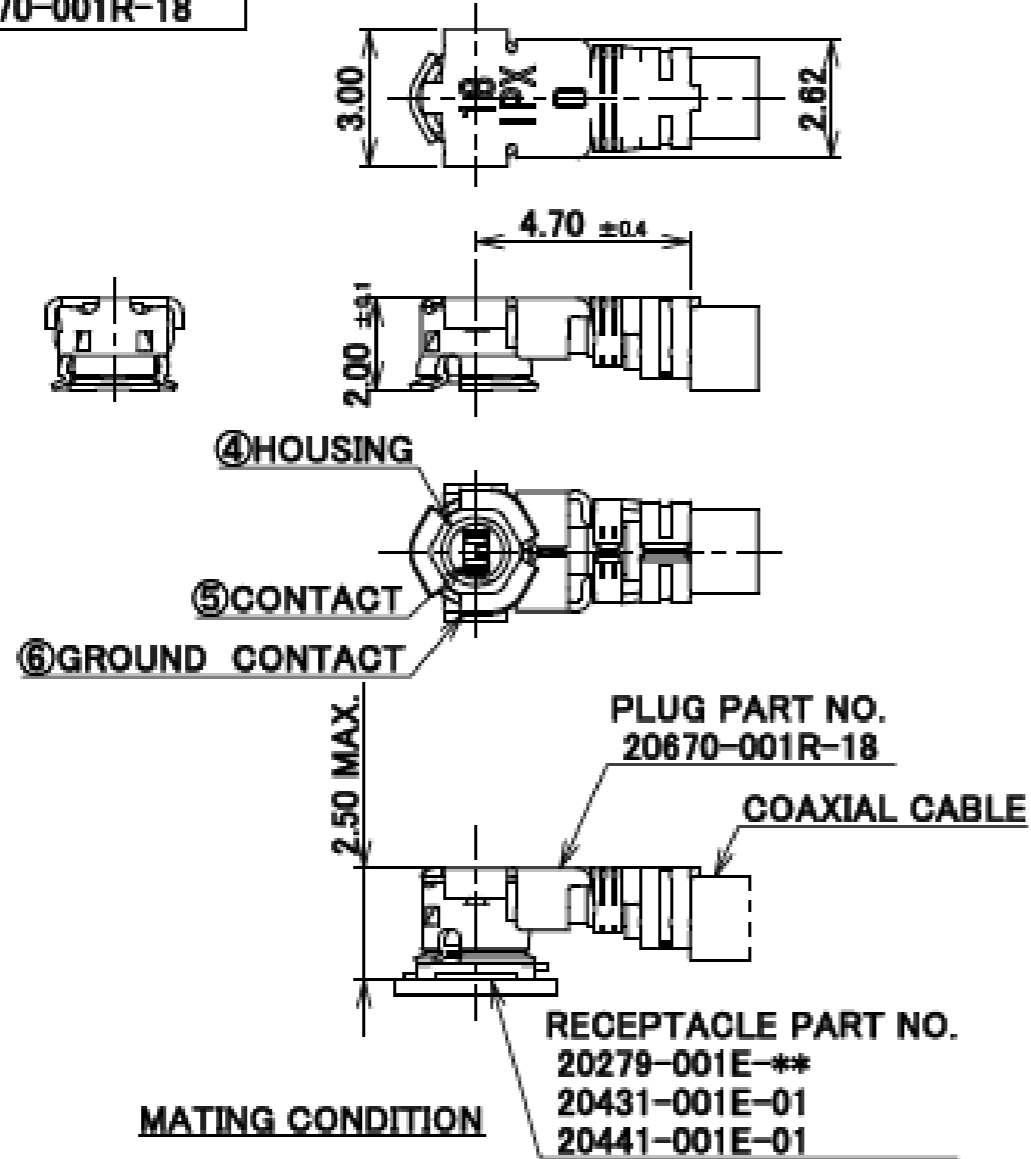 70-001R-18
3.00
18
IPX
0
2.62
4.70 ±0.4
2.00 ±0.1
④HOUSING
⑤CONTACT
⑥GROUND CONTACT
2.50 MAX.
PLUG PART NO.
20670-001R-18
COAXIAL CABLE
RECEPTACLE PART NO.
20279-001E-**
20431-001E-01
20441-001E-01
MATING CONDITION